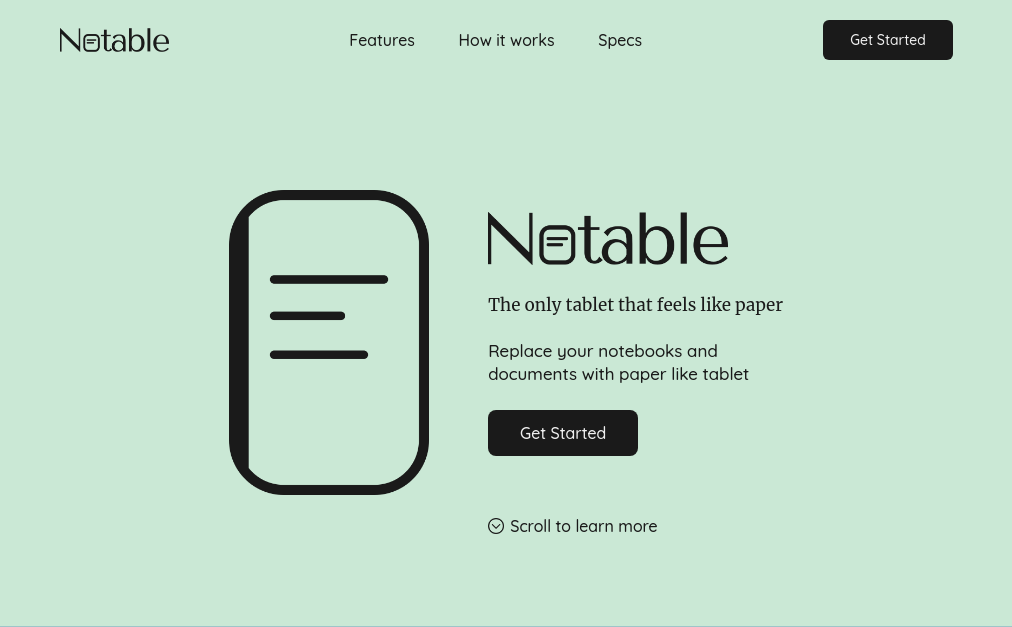 Notable
Features
How it works
Specs
Get Started
Notable
The only tablet that feels like paper
Replace your notebooks and
documents with paper like tablet
Get Started
Scroll to learn more